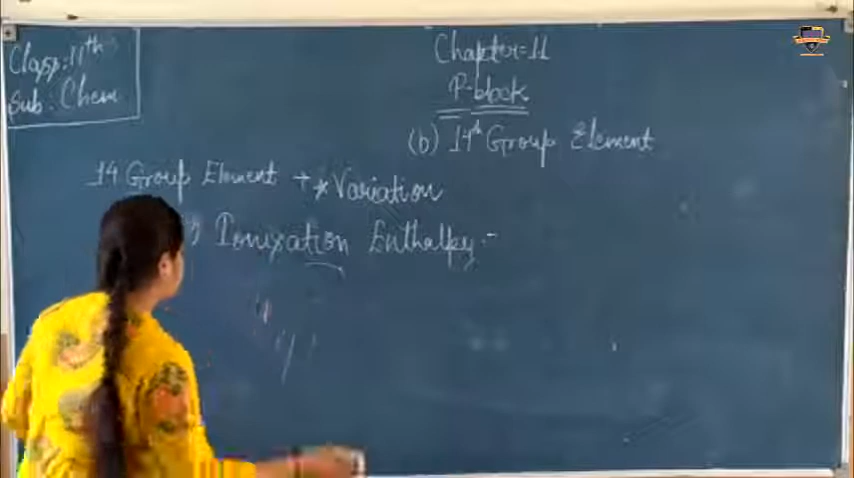 Class: 11th
Sub: Chem
Chapter=11
P-block
(b) 14th Group Element
14 Group Element → * Variation
Ionization Enthalpy -